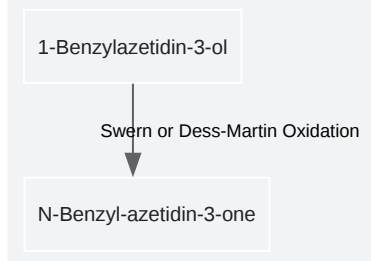 1-Benzylazetidin-3-ol
Swern or Dess-Martin Oxidation
N-Benzyl-azetidin-3-one